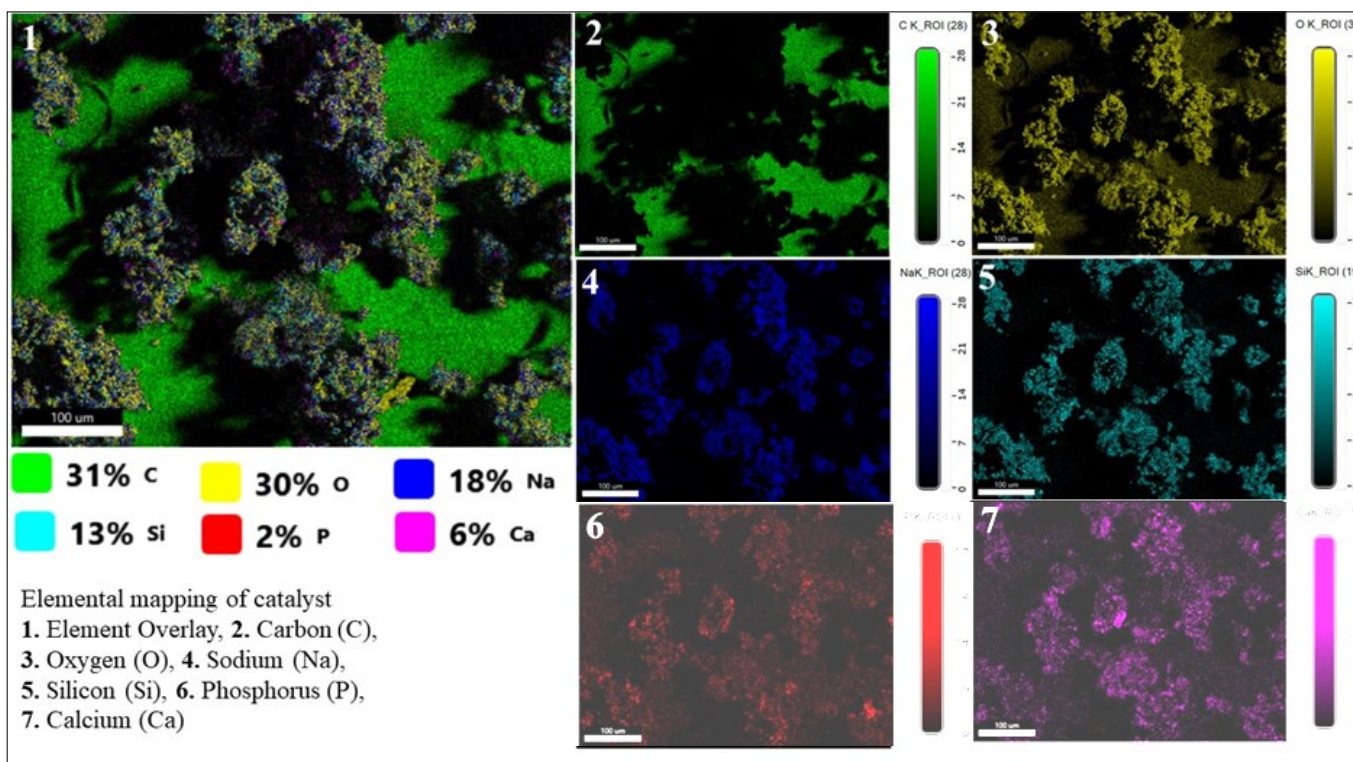 1
100 um
2
100 um
C K_ROI (28)
28
21
14
7
0
3
100 um
O K_ROI (3
4
100 um
NaK_ROI (28)
28
21
14
7
0
5
100 um
SiK_ROI (19
6
100 um
7
100 um
31% C
30% O
18% Na
13% Si
2% P
6% Ca
Elemental mapping of catalyst
1. Element Overlay, 2. Carbon (C),
3. Oxygen (O), 4. Sodium (Na),
5. Silicon (Si), 6. Phosphorus (P),
7. Calcium (Ca)